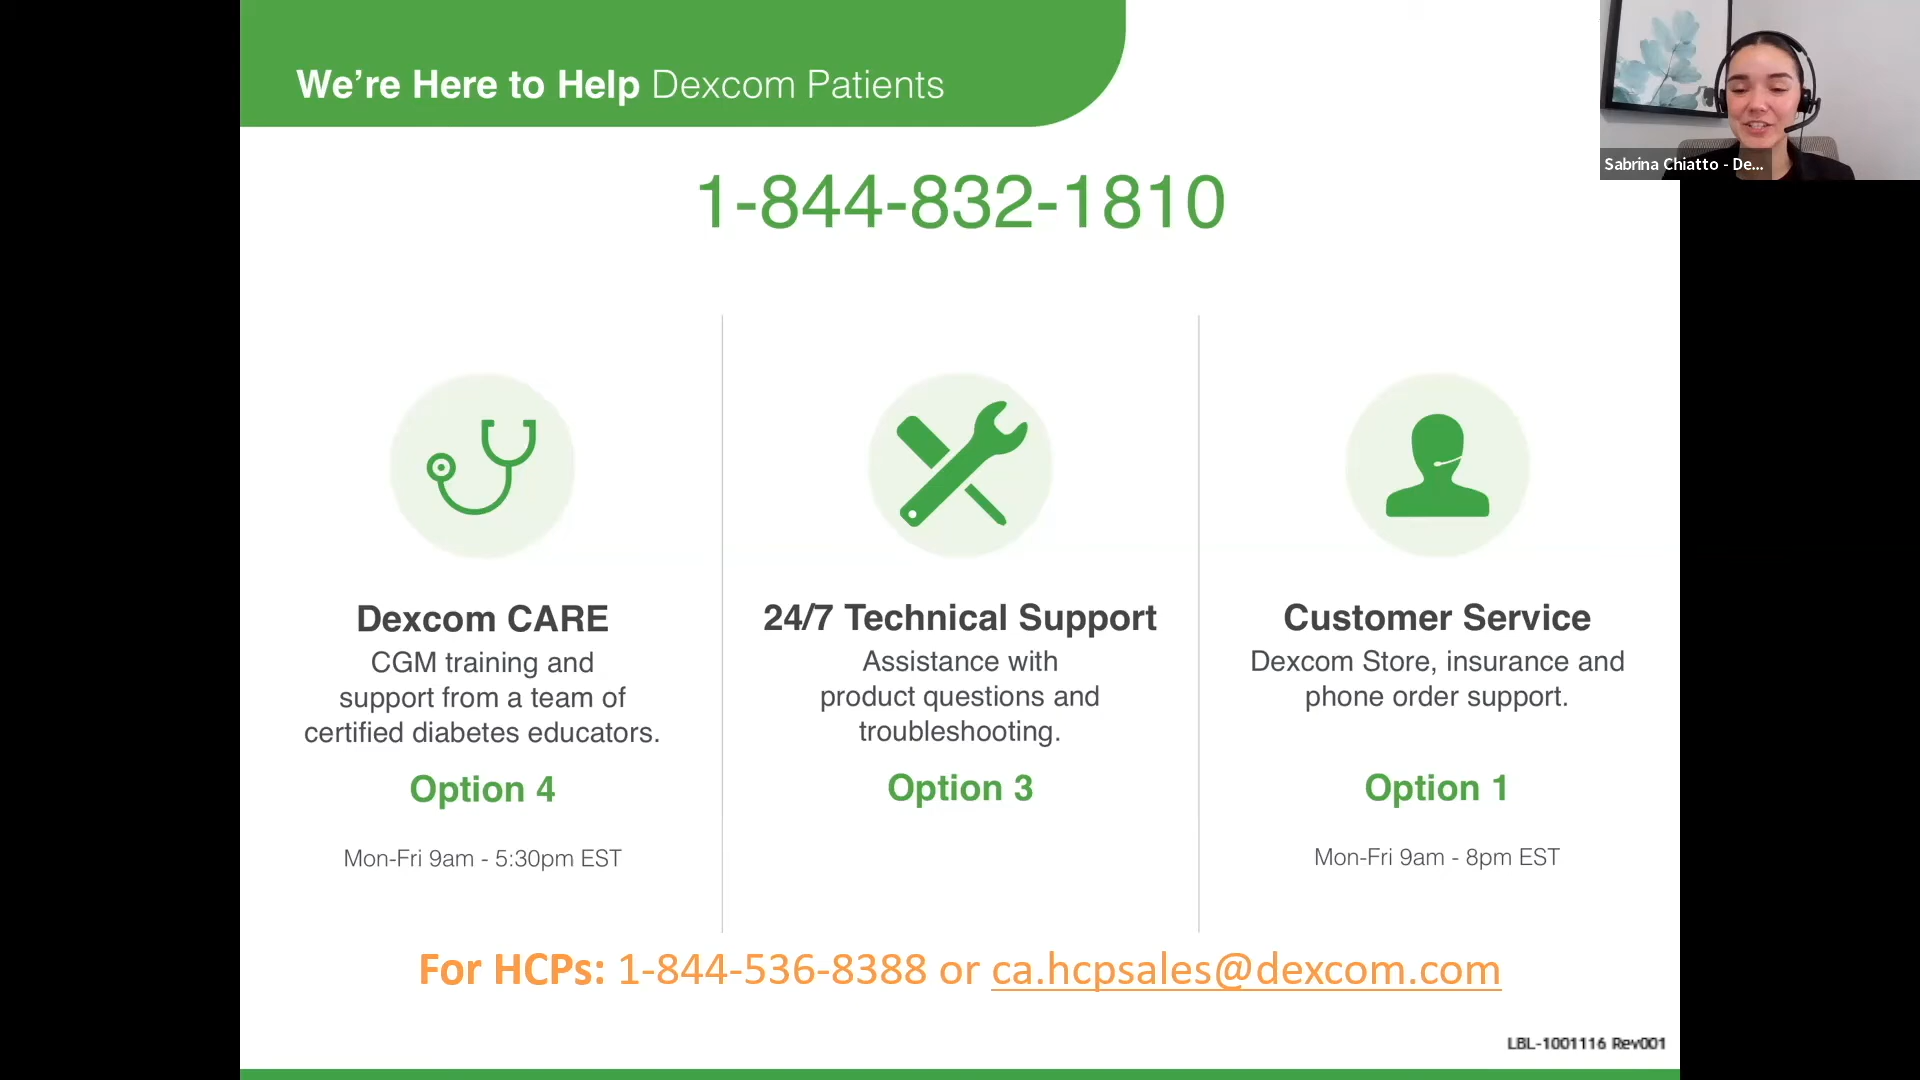 We're Here to Help Dexcom Patients
Sabrina Chiatto - De...
1-844-832-1810
Dexcom CARE
CGM training and
support from a team of
certified diabetes educators.
Option 4
Mon-Fri 9am - 5:30pm EST
24/7 Technical Support
Assistance with
product questions and
troubleshooting.
Option 3
Customer Service
Dexcom Store, insurance and
phone order support.
Option 1
Mon-Fri 9am - 8pm EST
For HCPs: 1-844-536-8388 or ca.hcpsales@dexcom.com
LBL-1001116 Rev001